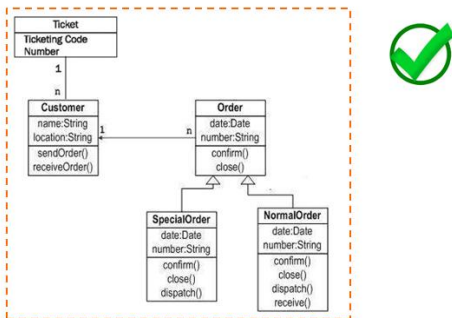 Ticket
Ticketing Code
Number
1
n
Customer
name:String
location:String
sendOrder()
receiveOrder()
1
n
Order
date:Date
number:String
confirm()
close()
SpecialOrder
date:Date
number:String
confirm()
close()
dispatch()
NormalOrder
date:Date
number:String
confirm()
close()
dispatch()
receive()